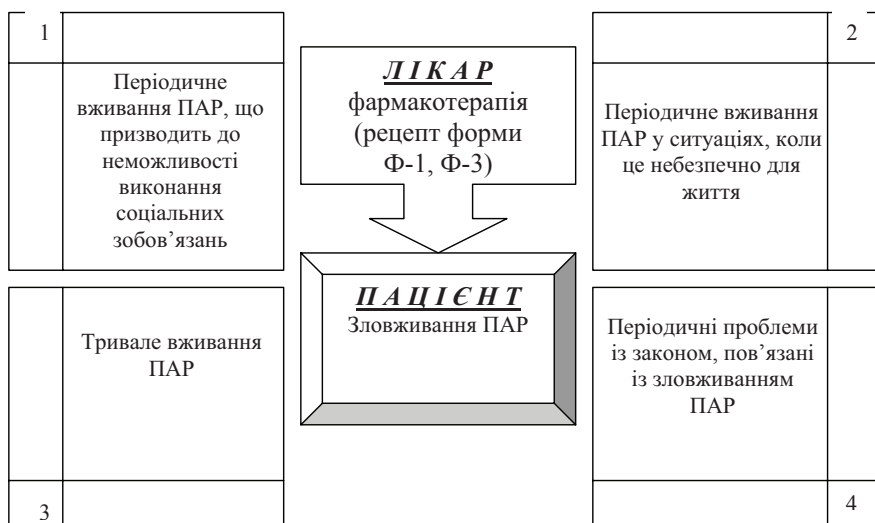 1
Періодичне
вживання ПАР, що
призводить до
неможливості
виконання
соціальних
зобов’язань
ЛІКАР
фармакотерапія
(рецепт форми
Ф-1, Ф-3)
2
Періодичне вживання
ПАР у ситуаціях, коли
це небезпечно для
життя
ПАЦІЄНТ
Зловживання ПАР
Тривале вживання
ПАР
3
Періодичні проблеми
із законом, пов’язані
із зловживанням
ПАР
4